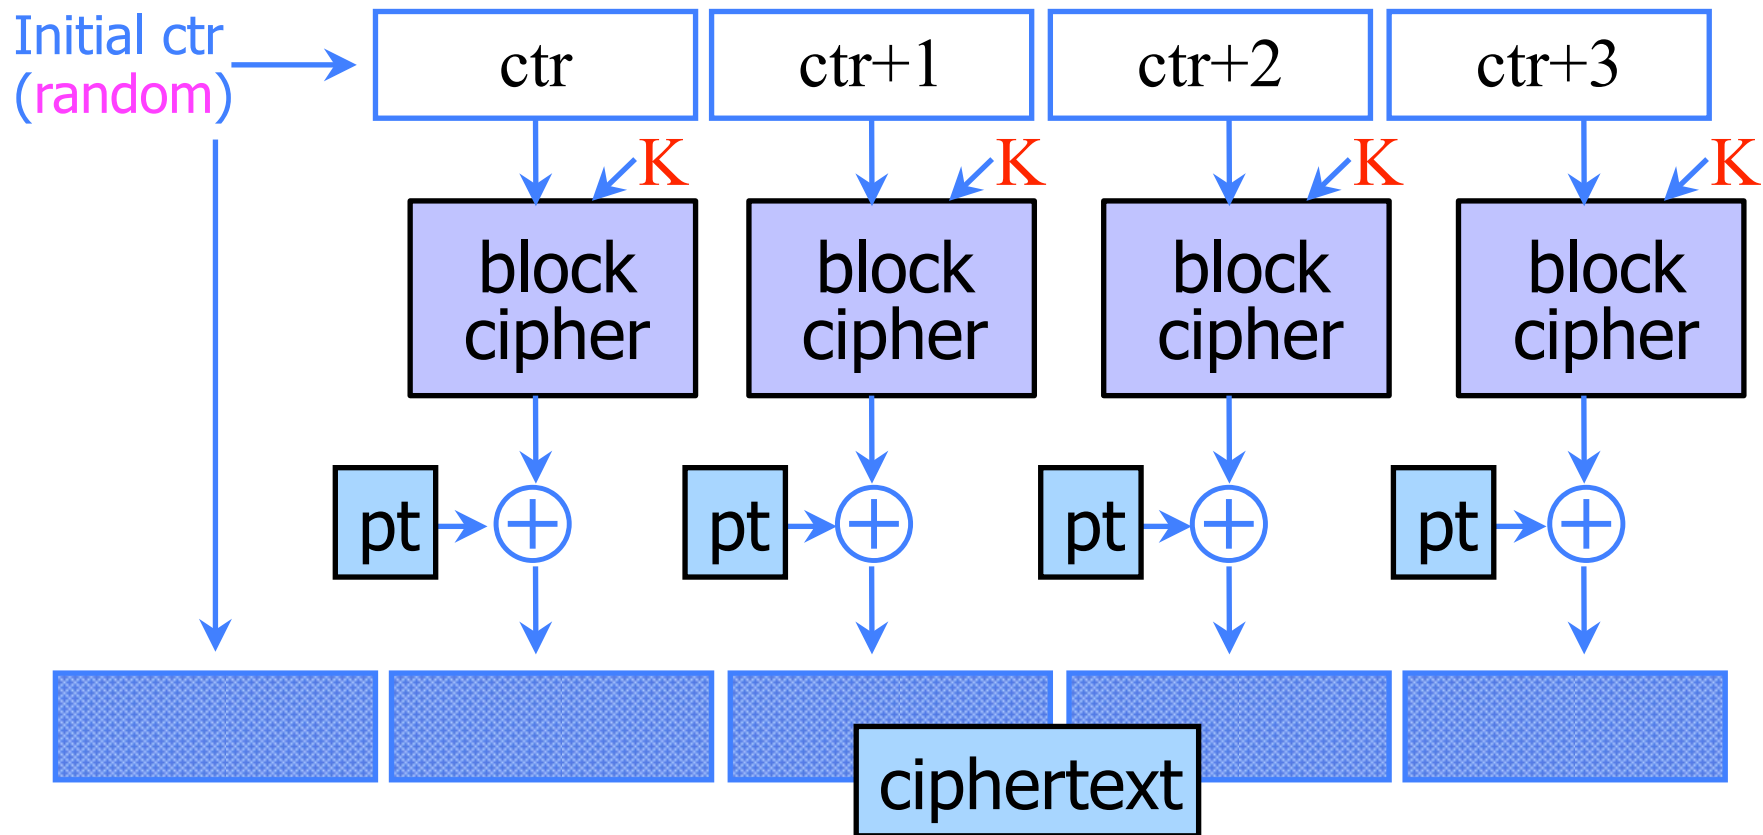 Initial ctr
(random)
ctr
ctr+1
ctr+2
ctr+3
K
K
K
K
block
cipher
block
cipher
block
cipher
block
cipher
pt
pt
pt
pt
ciphertext